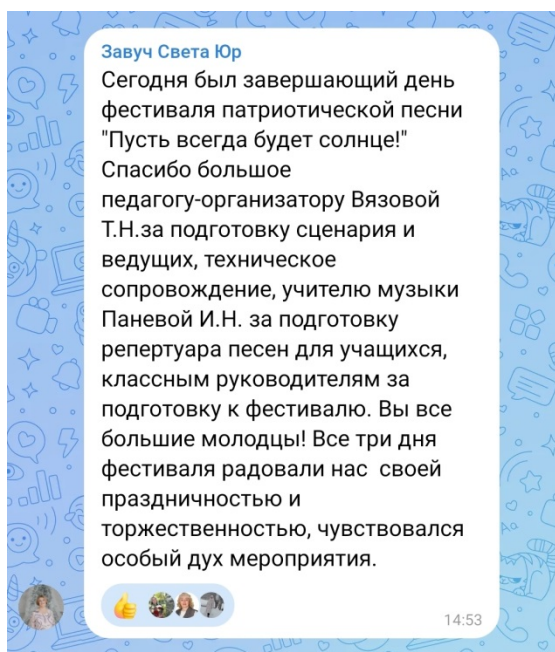 Завуч Света Юр
Сегодня был завершающий день
фестиваля патриотической песни
"Пусть всегда будет солнце!"
Спасибо большое
педагогу-организатору Вязовой
Т.Н.за подготовку сценария и
ведущих, техническое
сопровождение, учителю музыки
Паневой И.Н. за подготовку
репертуара песен для учащихся,
классным руководителям за
подготовку к фестивалю. Вы все
большие молодцы! Все три дня
фестиваля радовали нас  своей
праздничностью и
торжественностью, чувствовался
особый дух мероприятия.
14:53